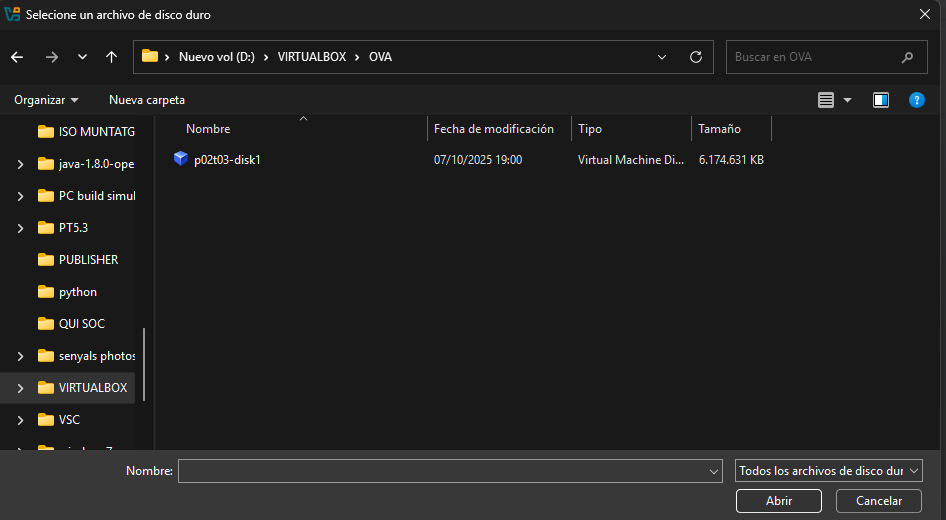 Selecione un archivo de disco duro
Nuevo vol (D:) > VIRTUALBOX > OVA
Buscar en OVA
Organizar
Nueva carpeta
Nombre
Fecha de modificación
Tipo
Tamaño
ISO MUNTATG
java-1.8.0-ope
PC build simul
PT5.3
PUBLISHER
python
QUI SOC
senyals photos
VIRTUALBOX
VSC
p02t03-disk1
07/10/2025 19:00
Virtual Machine Di...
6.174.631 KB
Nombre:
Todos los archivos de disco dur
Abrir
Cancelar